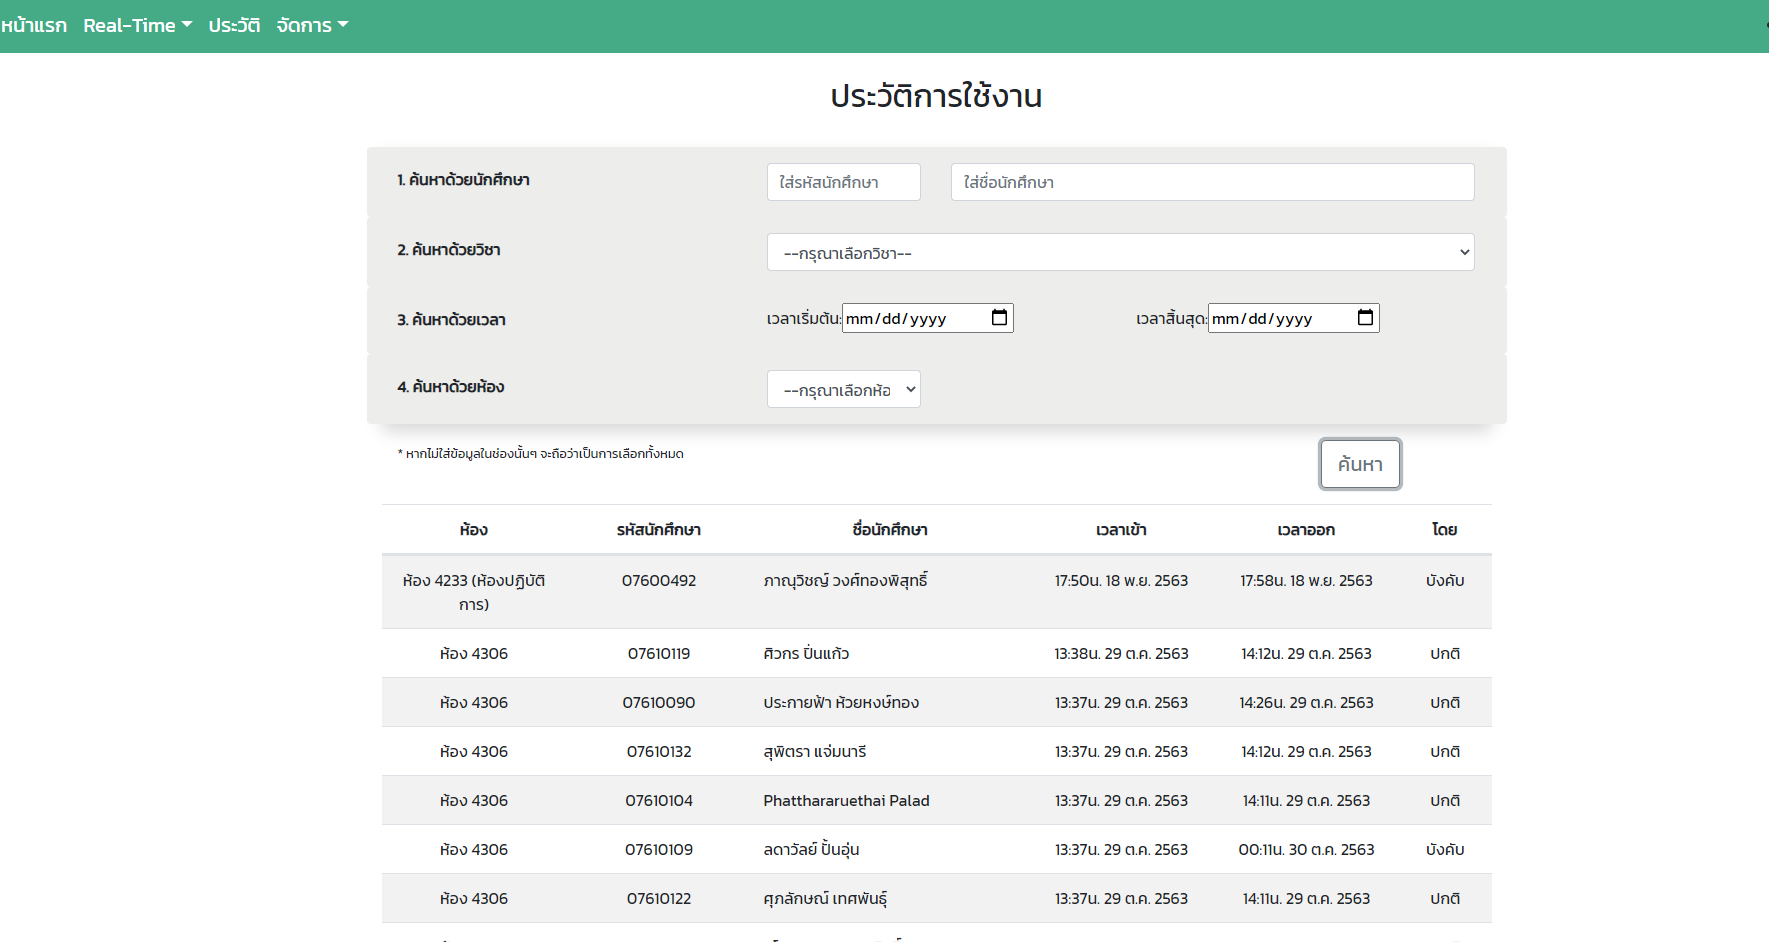 หน้าแรก Real-Time ประวัติ จัดการ
ประวัติการใช้งาน
1. ค้นหาด้วยนักศึกษา ใส่รหัสนักศึกษา ใส่ชื่อนักศึกษา
2. ค้นหาด้วยวิชา --กรุณาเลือกวิชา--
3. ค้นหาด้วยเวลา เวลาเริ่มต้น: mm/dd/yyyy เวลาสิ้นสุด: mm/dd/yyyy
4. ค้นหาด้วยห้อง --กรุณาเลือกห้อ
* หากไม่ใส่ข้อมูลในช่องนั้นๆ จะถือว่าเป็นการเลือกทั้งหมด ค้นหา
ห้อง รหัสนักศึกษา ชื่อนักศึกษา เวลาเข้า เวลาออก โดย
ห้อง 4233 (ห้องปฏิบัติ 07600492 ภาณุวิชญ์ วงศ์ทองพิสุทธิ์ 17:50น. 18 พ.ย. 2563 17:58น. 18 พ.ย. 2563 บังคับ
การ)
ห้อง 4306 07610119 ศิวกร ปิ่นแก้ว 13:38น. 29 ต.ค. 2563 14:12น. 29 ต.ค. 2563 ปกติ
ห้อง 4306 07610090 ประกายฟ้า ห้วยหงษ์ทอง 13:37น. 29 ต.ค. 2563 14:26น. 29 ต.ค. 2563 ปกติ
ห้อง 4306 07610132 สุพิตรา แจ่มนารี 13:37น. 29 ต.ค. 2563 14:12น. 29 ต.ค. 2563 ปกติ
ห้อง 4306 07610104 Phatthararuethai Palad 13:37น. 29 ต.ค. 2563 14:11น. 29 ต.ค. 2563 ปกติ
ห้อง 4306 07610109 ลดาวัลย์ ปั้นอุ่น 13:37น. 29 ต.ค. 2563 00:11น. 30 ต.ค. 2563 บังคับ
ห้อง 4306 07610122 ศุภลักษณ์ เทศพันธุ์ 13:37น. 29 ต.ค. 2563 14:11น. 29 ต.ค. 2563 ปกติ